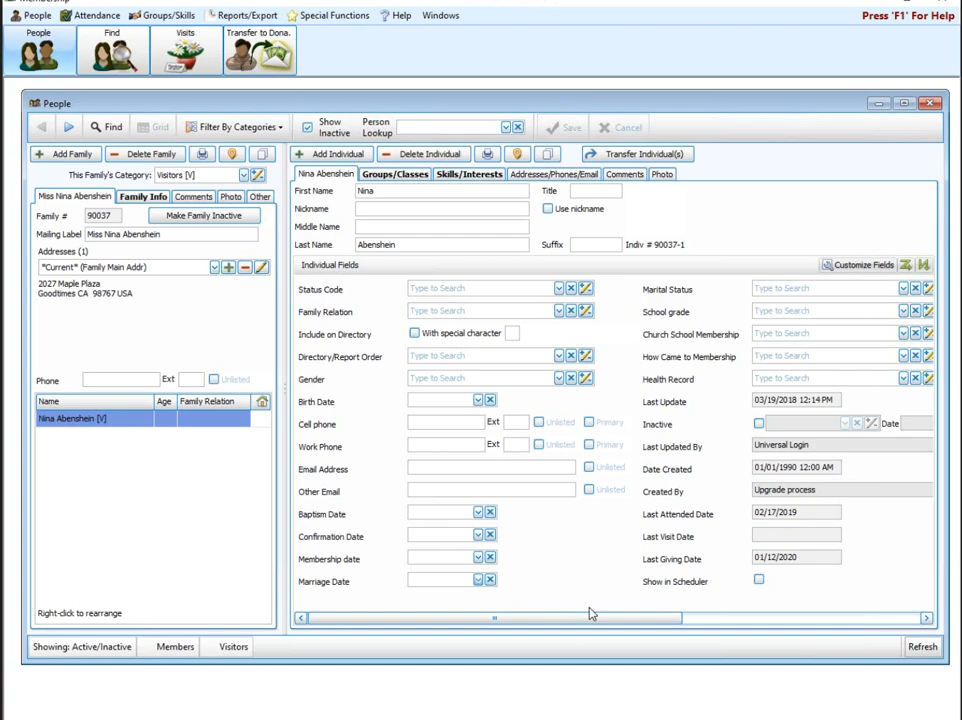 Membership
People Attendance Groups/Skills Reports/Export Special Functions Help Windows Press 'F1' For Help
People Find Visits Transfer to Dona.
People
Find Grid Filter By Categories Show Inactive Person Lookup Save Cancel
Add Family Delete Family Add Individual Delete Individual Transfer Individual(s)
This Family's Category: Visitors [V]
Nina Abenshein Groups/Classes Skills/Interests Addresses/Phones/Email Comments Photo
Miss Nina Abenshein Family Info Comments Photo Other
Family # 90037 Make Family Inactive
Mailing Label Miss Nina Abenshein
Addresses (1)
*Current* (Family Main Addr)
2027 Maple Plaza
Goodtimes CA 98767 USA
Phone Ext Unlisted
Name Age Family Relation
Nina Abenshein [V]
Right-click to rearrange
First Name Nina Title
Nickname Use nickname
Middle Name
Last Name Abenshein Suffix Indiv # 90037-1
Individual Fields Customize Fields
Status Code Type to Search Marital Status Type to Search
Family Relation Type to Search School grade Type to Search
Include on Directory With special character Church School Membership Type to Search
Directory/Report Order Type to Search How Came to Membership Type to Search
Gender Type to Search Health Record Type to Search
Birth Date Last Update 03/19/2018 12:14 PM
Cell phone Ext Unlisted Primary Inactive Date
Work Phone Ext Unlisted Primary Last Updated By Universal Login
Email Address Unlisted Date Created 01/01/1990 12:00 AM
Other Email Unlisted Created By Upgrade process
Baptism Date Last Attended Date 02/17/2019
Confirmation Date Last Visit Date
Membership date Last Giving Date 01/12/2020
Marriage Date Show in Scheduler
Showing: Active/Inactive Members Visitors Refresh